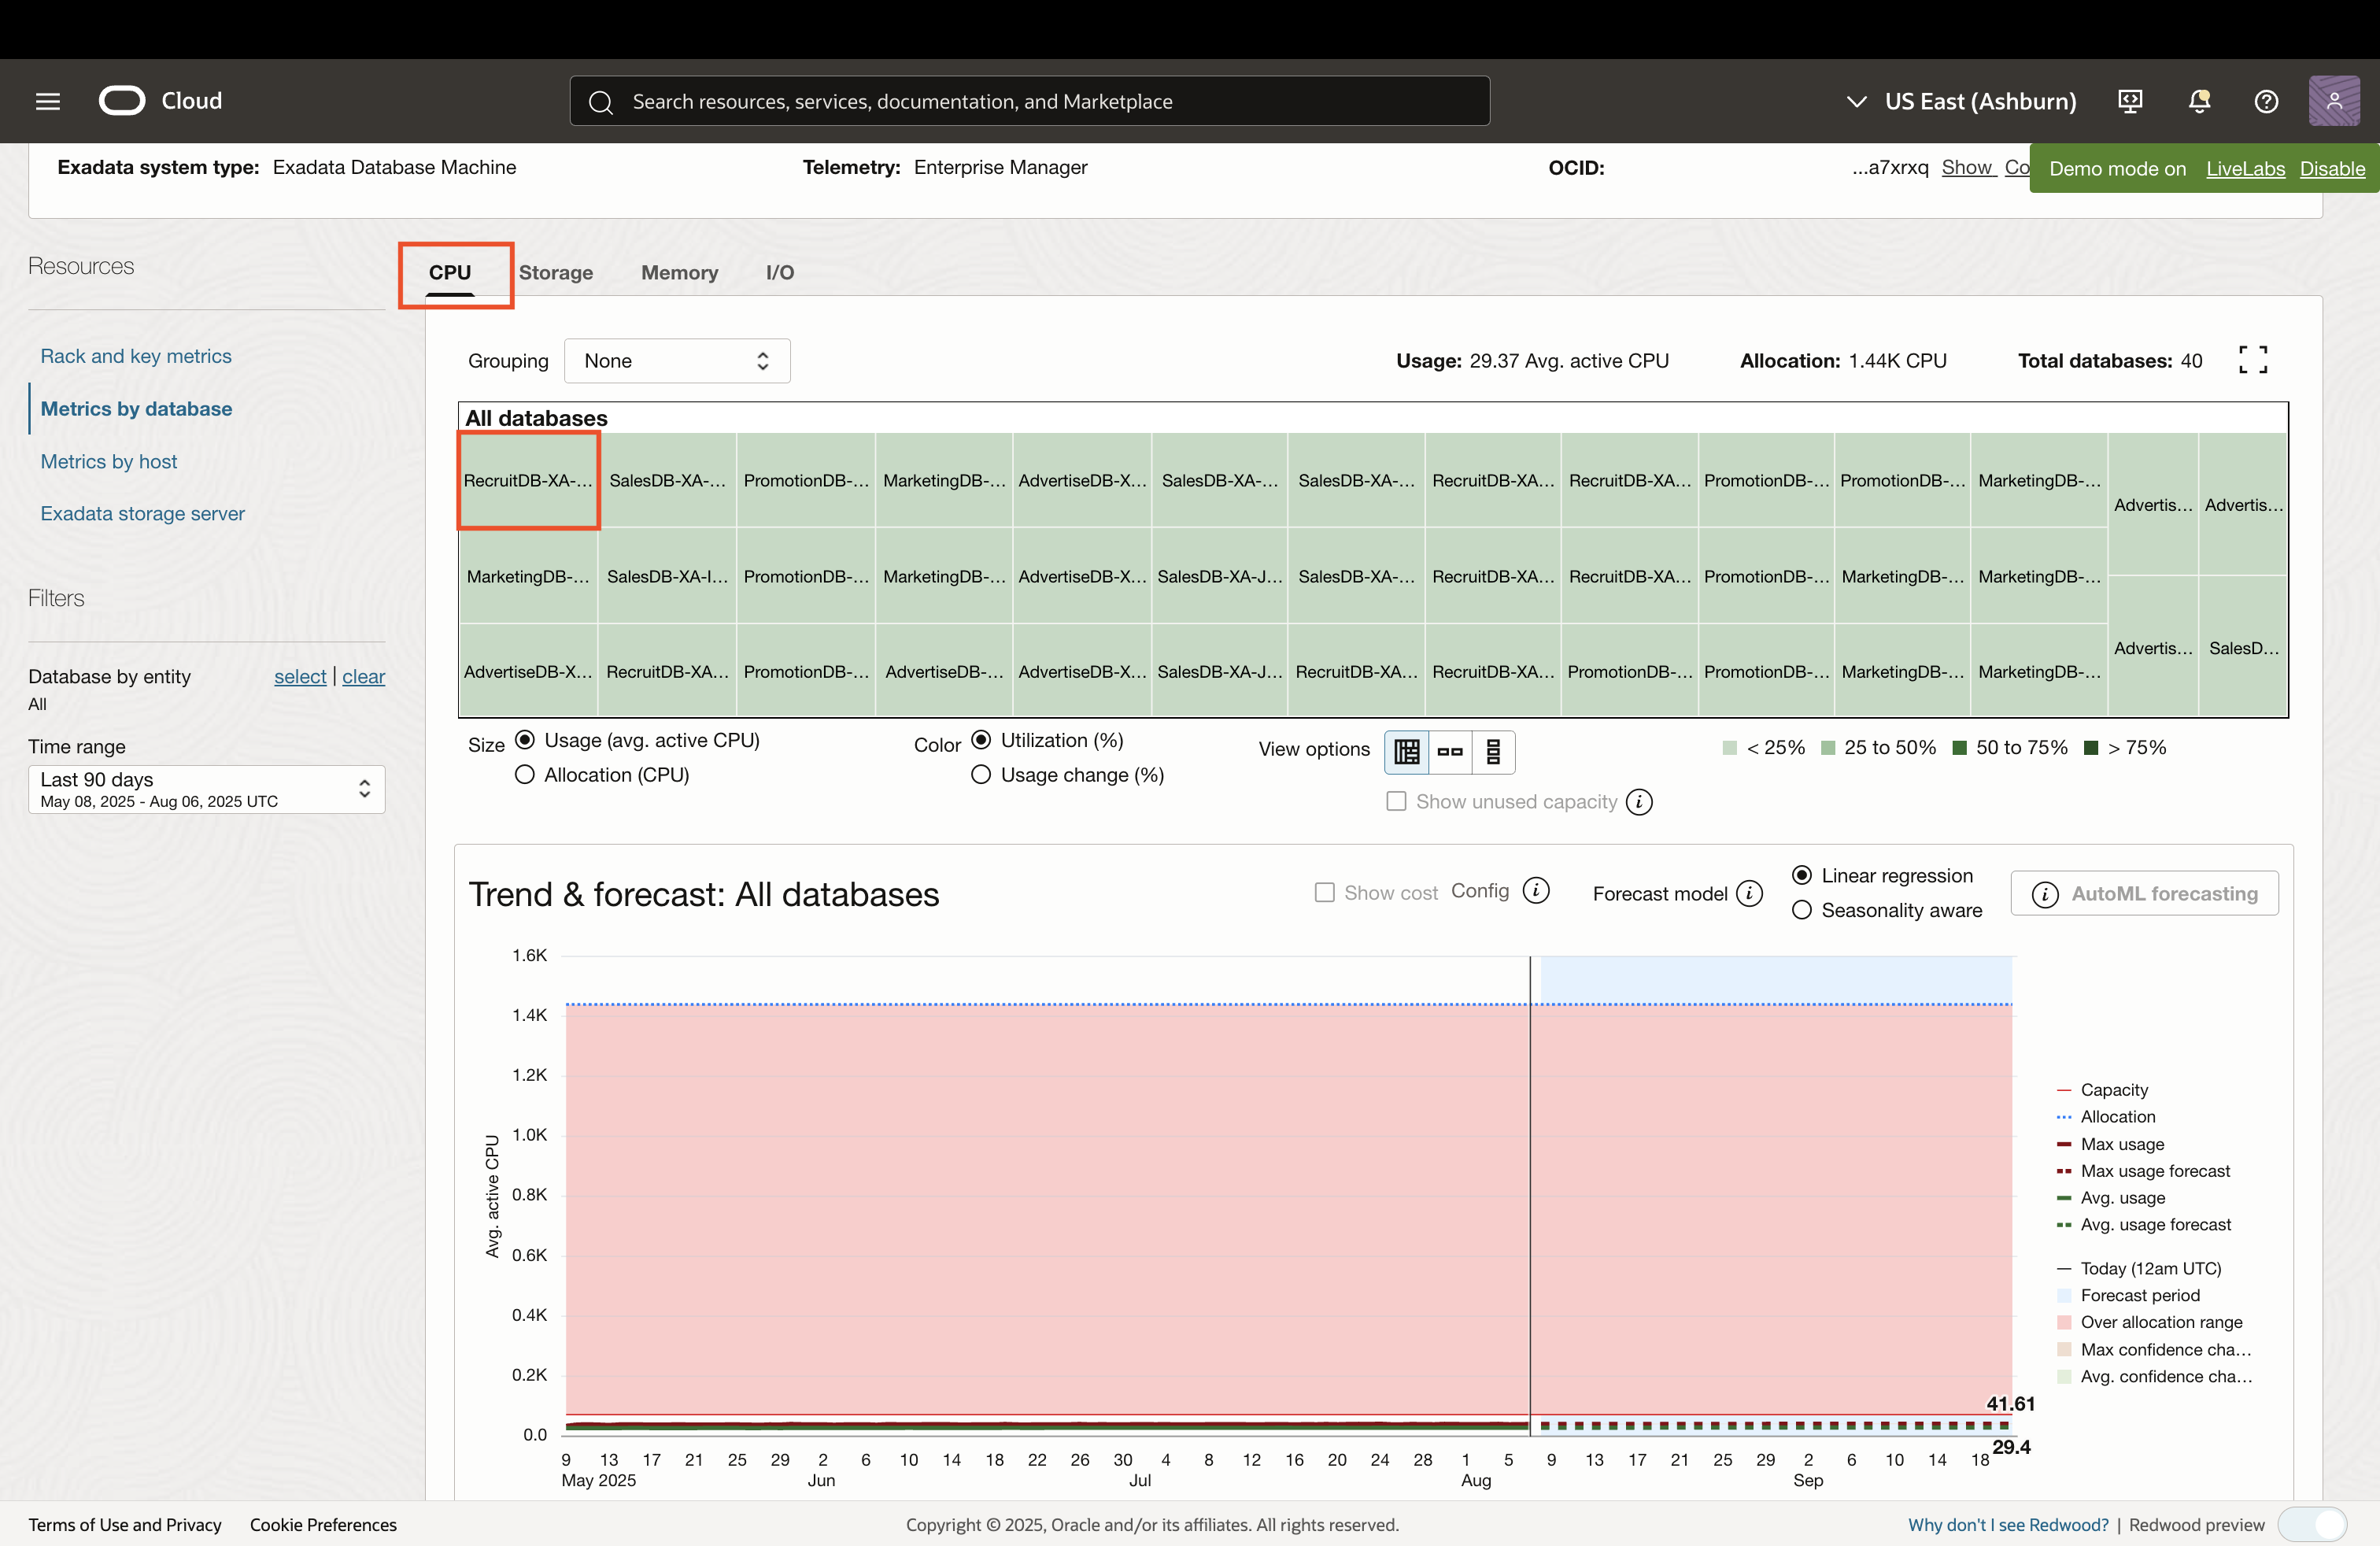 Cloud
Search resources, services, documentation, and Marketplace
US East (Ashburn)
Exadata system type: Exadata Database Machine
Telemetry: Enterprise Manager
OCID: ...a7xrxq Show Co
Demo mode on LiveLabs Disable
Resources
Rack and key metrics
Metrics by database
Metrics by host
Exadata storage server
Filters
Database by entity select | clear
All
Time range
Last 90 days
May 08, 2025 - Aug 06, 2025 UTC
CPU Storage Memory I/O
Grouping None
Usage: 29.37 Avg. active CPU Allocation: 1.44K CPU Total databases: 40
All databases
RecruitDB-XA-... SalesDB-XA-... PromotionDB-... MarketingDB-... AdvertiseDB-X... SalesDB-XA-... SalesDB-XA-... RecruitDB-XA... RecruitDB-XA... PromotionDB-... PromotionDB-... MarketingDB-...
Advertis... Advertis...
MarketingDB-... SalesDB-XA-I... PromotionDB-... MarketingDB-... AdvertiseDB-X... SalesDB-XA-J... SalesDB-XA-... RecruitDB-XA... RecruitDB-XA... PromotionDB-... MarketingDB-... MarketingDB-...
Advertis... SalesD...
AdvertiseDB-X... RecruitDB-XA... PromotionDB-... AdvertiseDB-... AdvertiseDB-X... SalesDB-XA-J... RecruitDB-XA... RecruitDB-XA... PromotionDB-... PromotionDB-... MarketingDB-... MarketingDB-...
Size Usage (avg. active CPU)
Allocation (CPU)
Color Utilization (%)
Usage change (%)
View options
Show unused capacity
< 25% 25 to 50% 50 to 75% > 75%
Trend & forecast: All databases
Show cost Config
Forecast model
Linear regression
Seasonality aware
AutoML forecasting
Avg. active CPU
1.6K
1.4K
1.2K
1.0K
0.8K
0.6K
0.4K
0.2K
0.0
41.61
29.4
9 13 17 21 25 29 2 6 10 14 18 22 26 30 4 8 12 16 20 24 28 1 5 9 13 17 21 25 29 2 6 10 14 18
May 2025 Jun Jul Aug Sep
Capacity
Allocation
Max usage
Max usage forecast
Avg. usage
Avg. usage forecast
Today (12am UTC)
Forecast period
Over allocation range
Max confidence cha...
Avg. confidence cha...
Terms of Use and Privacy Cookie Preferences
Copyright © 2025, Oracle and/or its affiliates. All rights reserved.
Why don't I see Redwood? | Redwood preview